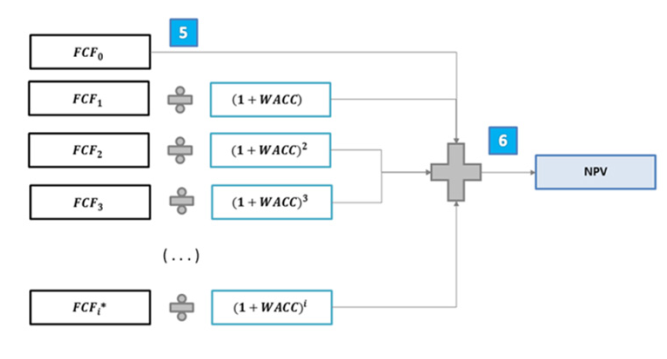 5
FCF₀
FCF₁ ÷ (1 + WACC)
FCF₂ ÷ (1 + WACC)²
6
FCF₃ ÷ (1 + WACC)³
NPV
(...)
FCFᵢ* ÷ (1 + WACC)ⁱ